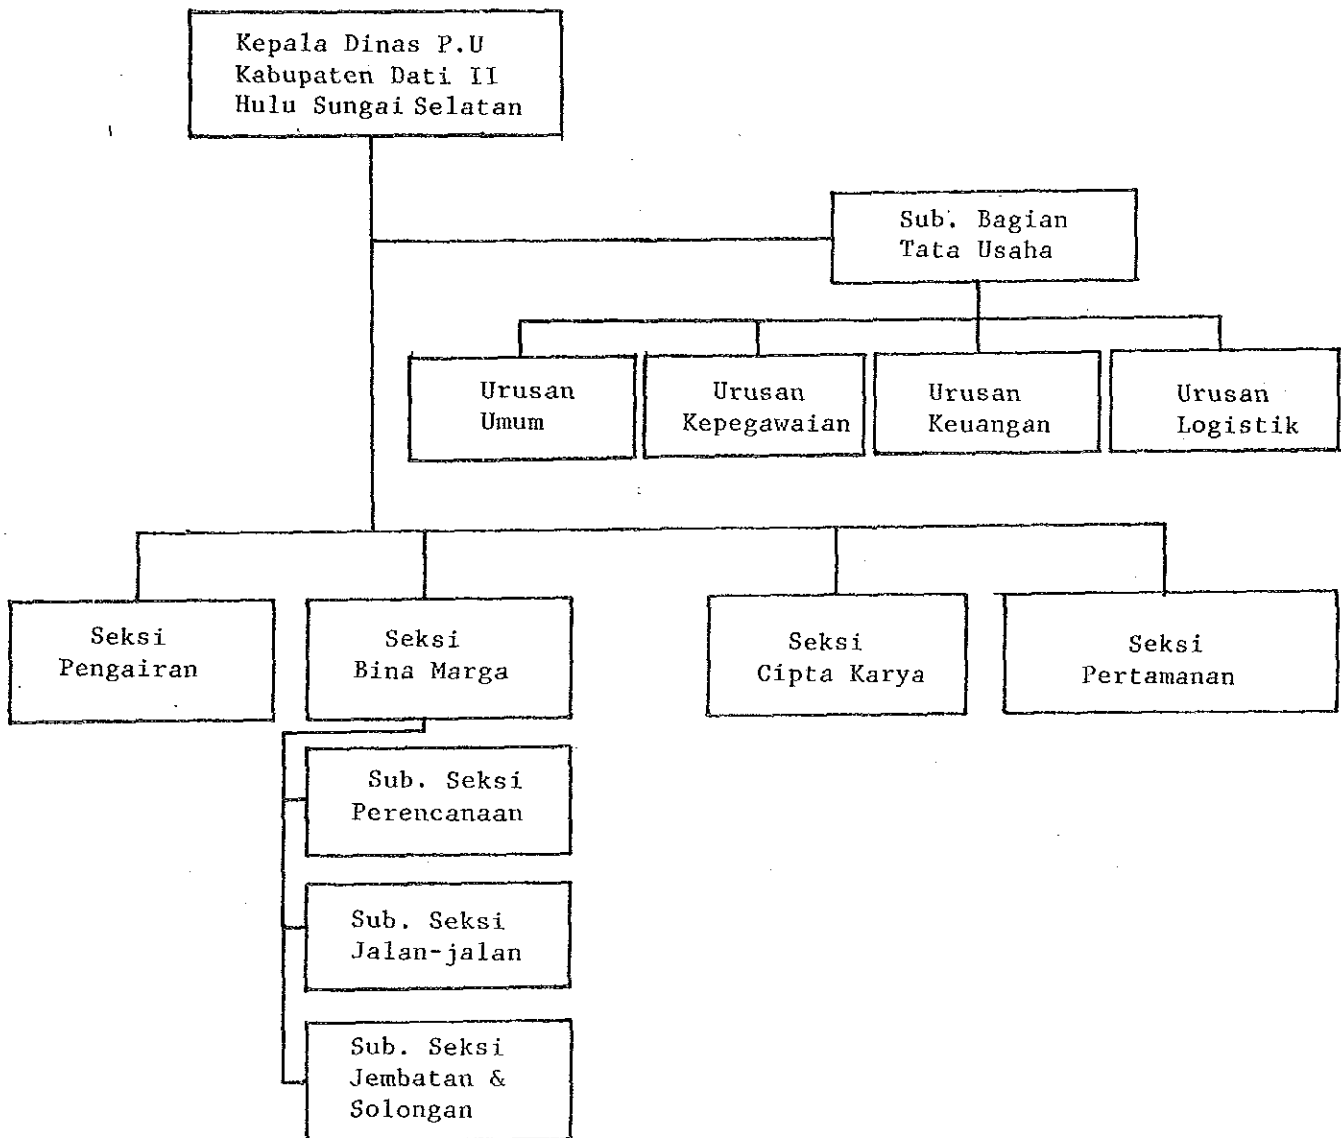 Kepala Dinas P.U
Kabupaten Dati II
Hulu Sungai Selatan
Sub. Bagian
Tata Usaha
Urusan
Umum
Urusan
Kepegawaian
Urusan
Keuangan
Urusan
Logistik
Seksi
Pengairan
Seksi
Bina Marga
Seksi
Cipta Karya
Seksi
Pertamanan
Sub. Seksi
Perencanaan
Sub. Seksi
Jalan-jalan
Sub. Seksi
Jembatan &
Solongan